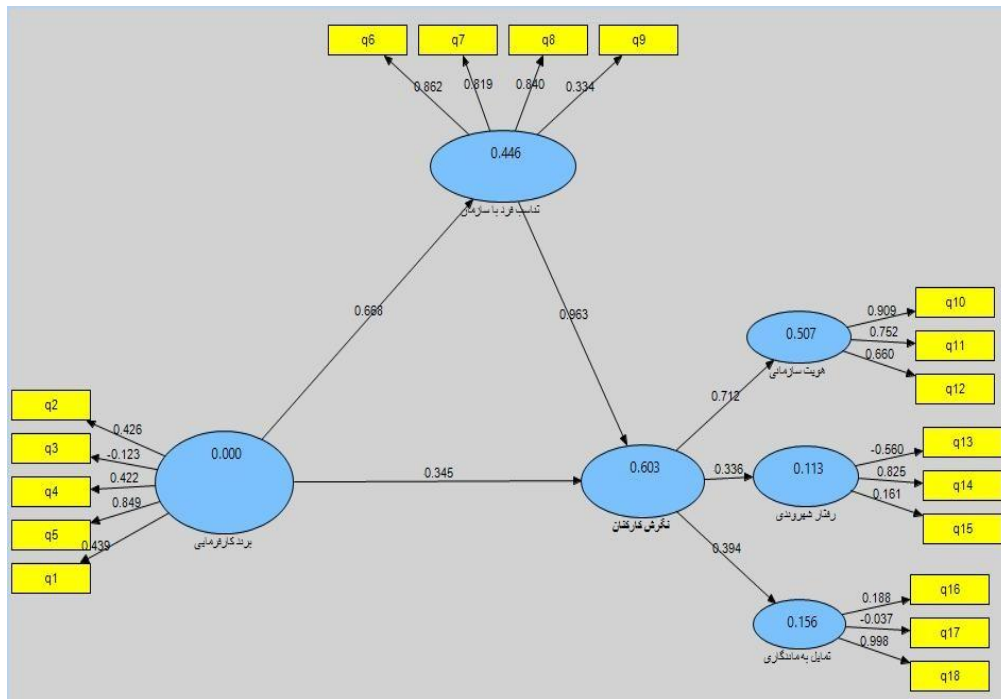 q6
q7
q8
q9
0.862
0.819
0.840
0.334
0.446
تناسب فرد با سازمان
0.668
0.963
q10
q11
q12
0.909
0.752
0.660
0.507
هویت سازمانی
0.712
q2
q3
q4
q5
q1
0.426
-0.123
0.422
0.849
0.439
0.000
برند کارفرمایی
0.345
0.603
نگرش کارکنان
0.336
0.113
رفتار شهروندی
-0.560
0.825
0.161
q13
q14
q15
0.394
0.156
تمایل به ماندگاری
0.188
-0.037
0.998
q16
q17
q18